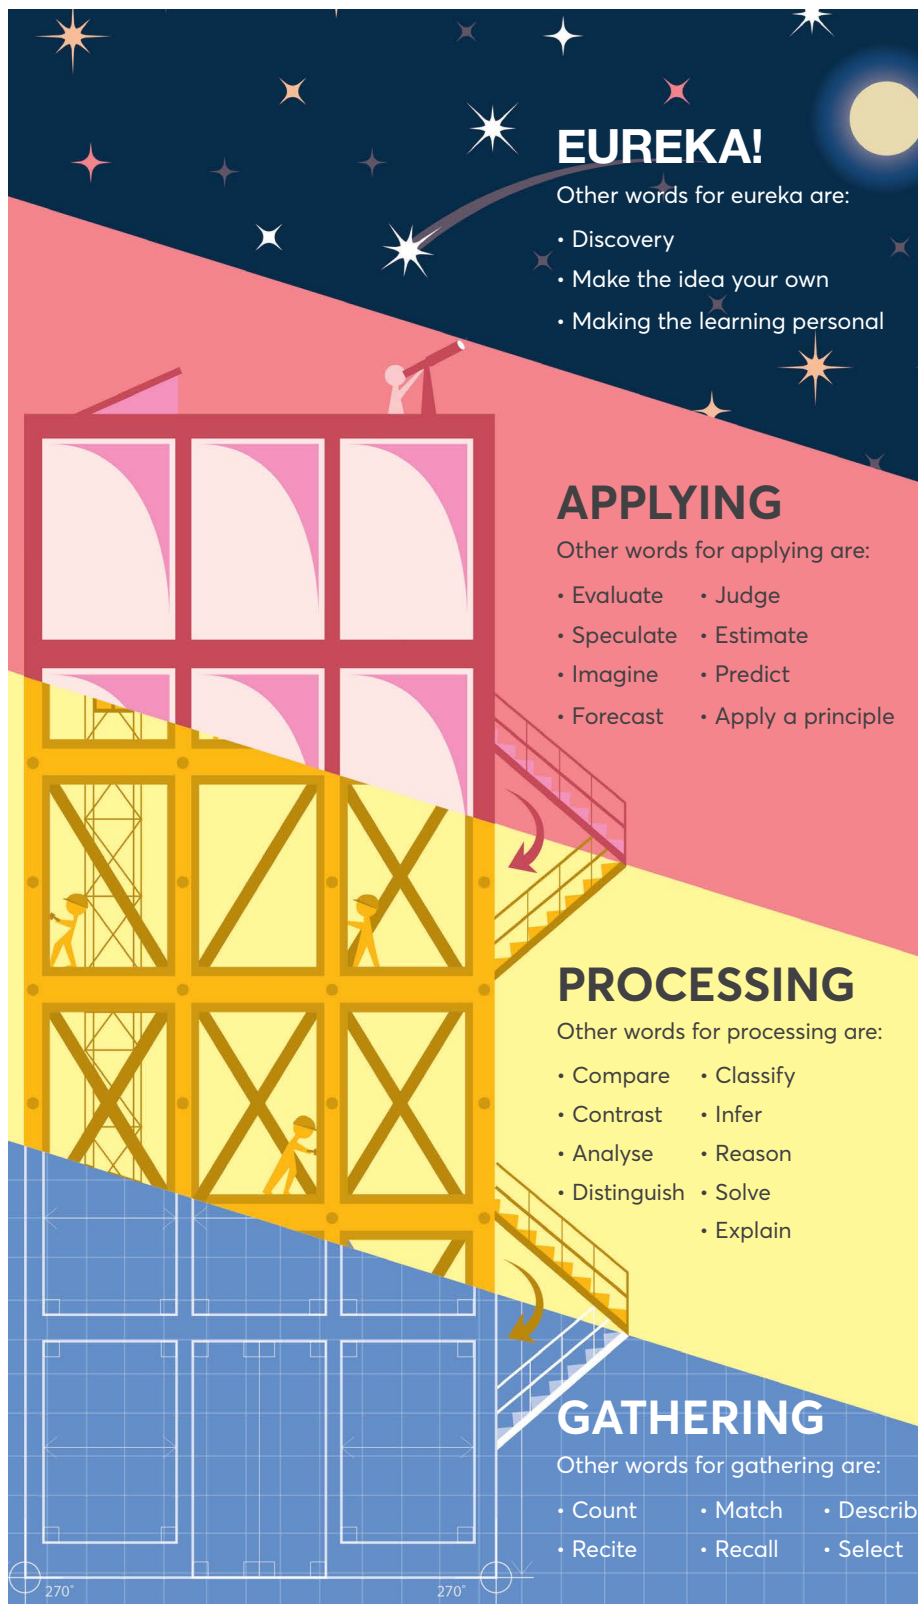 EUREKA!
Other words for eureka are:
• Discovery
• Make the idea your own
• Making the learning personal
APPLYING
Other words for applying are:
• Evaluate • Judge
• Speculate • Estimate
• Imagine • Predict
• Forecast • Apply a principle
PROCESSING
Other words for processing are:
• Compare • Classify
• Contrast • Infer
• Analyse • Reason
• Distinguish • Solve
• Explain
GATHERING
Other words for gathering are:
• Count • Match • Describ
• Recite • Recall • Select
270° 270°